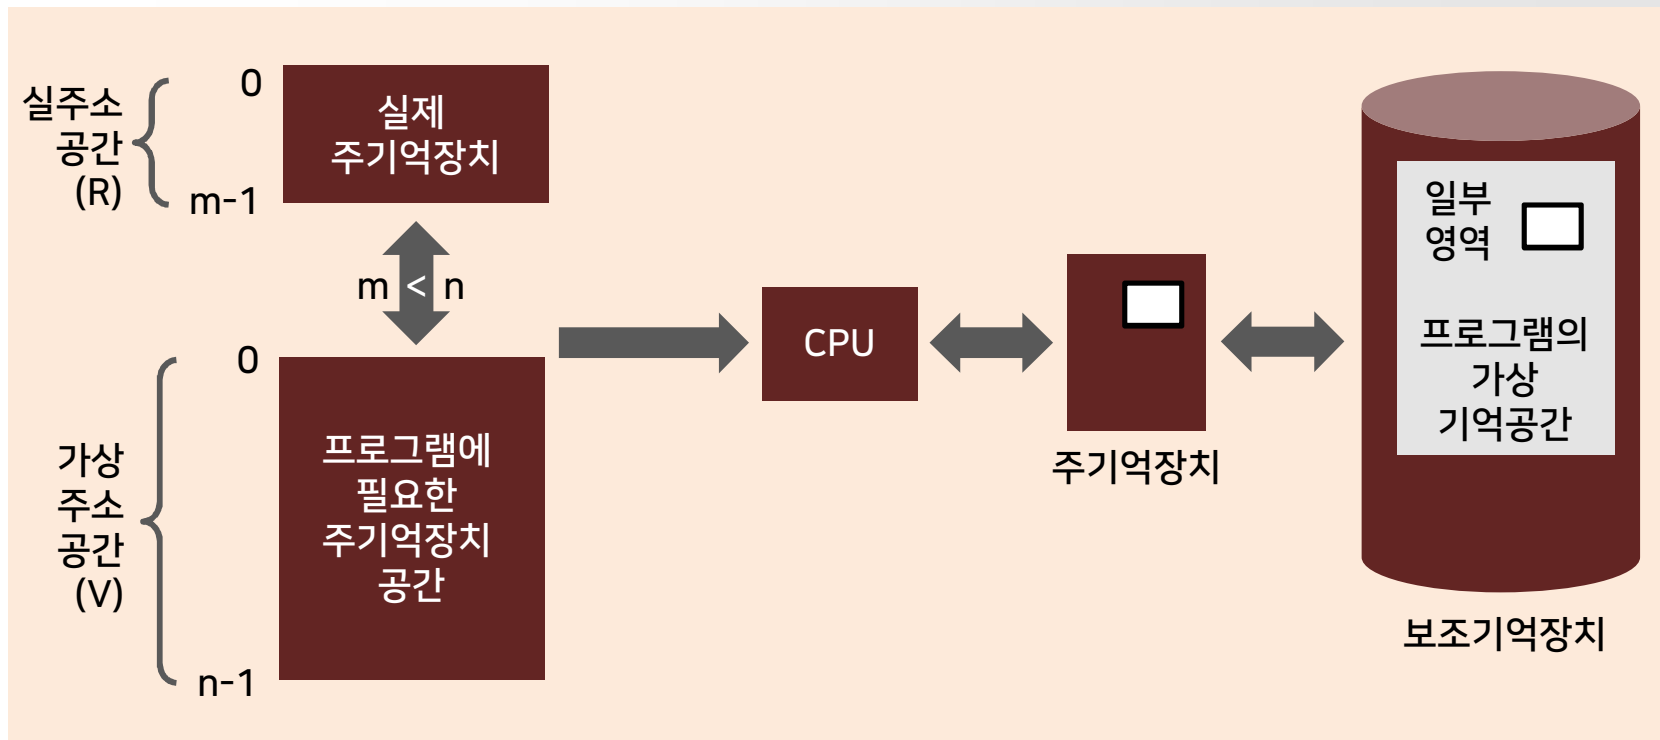 실주소
공간
(R)
0
m-1
실제
주기억장치
m < n
가상
주소
공간
(V)
0
n-1
프로그램에
필요한
주기억장치
공간
CPU
주기억장치
일부
영역
프로그램의
가상
기억공간
보조기억장치